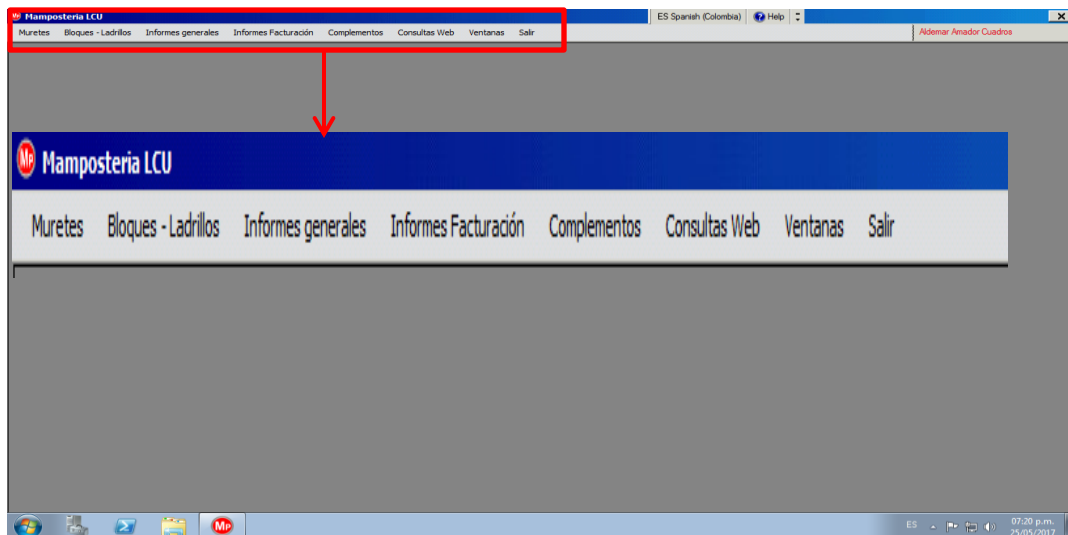 Mamposteria LCU
ES Spanish (Colombia) Help
Muretes Bloques - Ladrillos Informes generales Informes Facturación Complementos Consultas Web Ventanas Salir
Aldemar Amador Cuadros
MP Mamposteria LCU
Muretes Bloques - Ladrillos Informes generales Informes Facturación Complementos Consultas Web Ventanas Salir
MP
ES
07:20 p.m.
25/05/2017